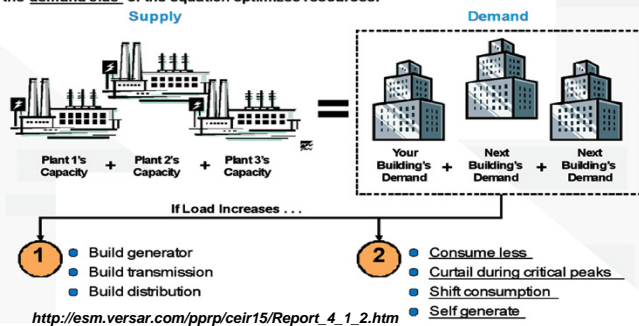 the demand side of the equation optimizes resources.
Supply
Demand
=
Plant 1's
Capacity
+
Plant 2's
Capacity
+
Plant 3's
Capacity
Your
Building's
Demand
+
Next
Building's
Demand
+
Next
Building's
Demand
If Load Increases . . .
1
Build generator
Build transmission
Build distribution
2
Consume less
Curtail during critical peaks
Shift consumption
Self generate
http://esm.versar.com/pprp/ceir15/Report_4_1_2.htm